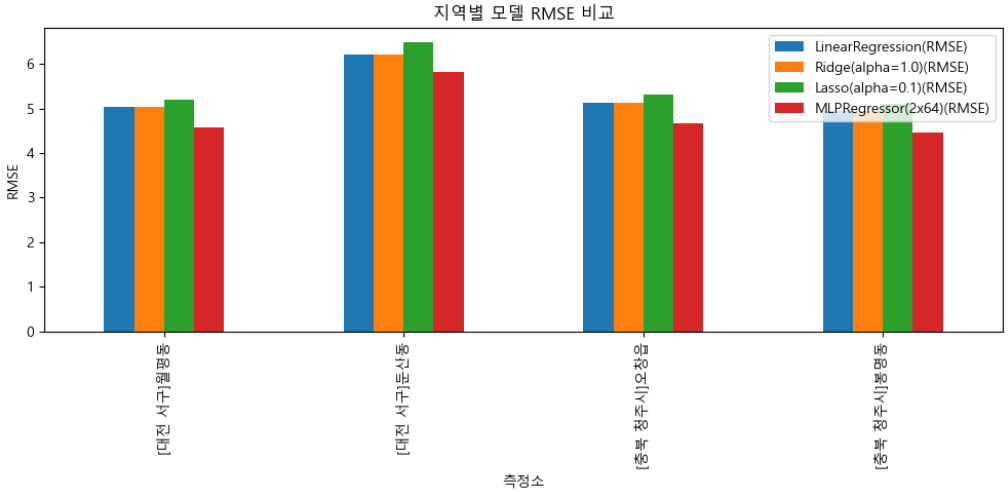 지역별 모델 RMSE 비교
LinearRegression(RMSE)
Ridge(alpha=1.0)(RMSE)
Lasso(alpha=0.1)(RMSE)
MLPRegressor(2x64)(RMSE)
RMSE
6
5
4
3
2
1
0
[대전 서구]월평동
[대전 서구]둔산동
[충북 청주시]오창읍
[충북 청주시]봉명동
측정소